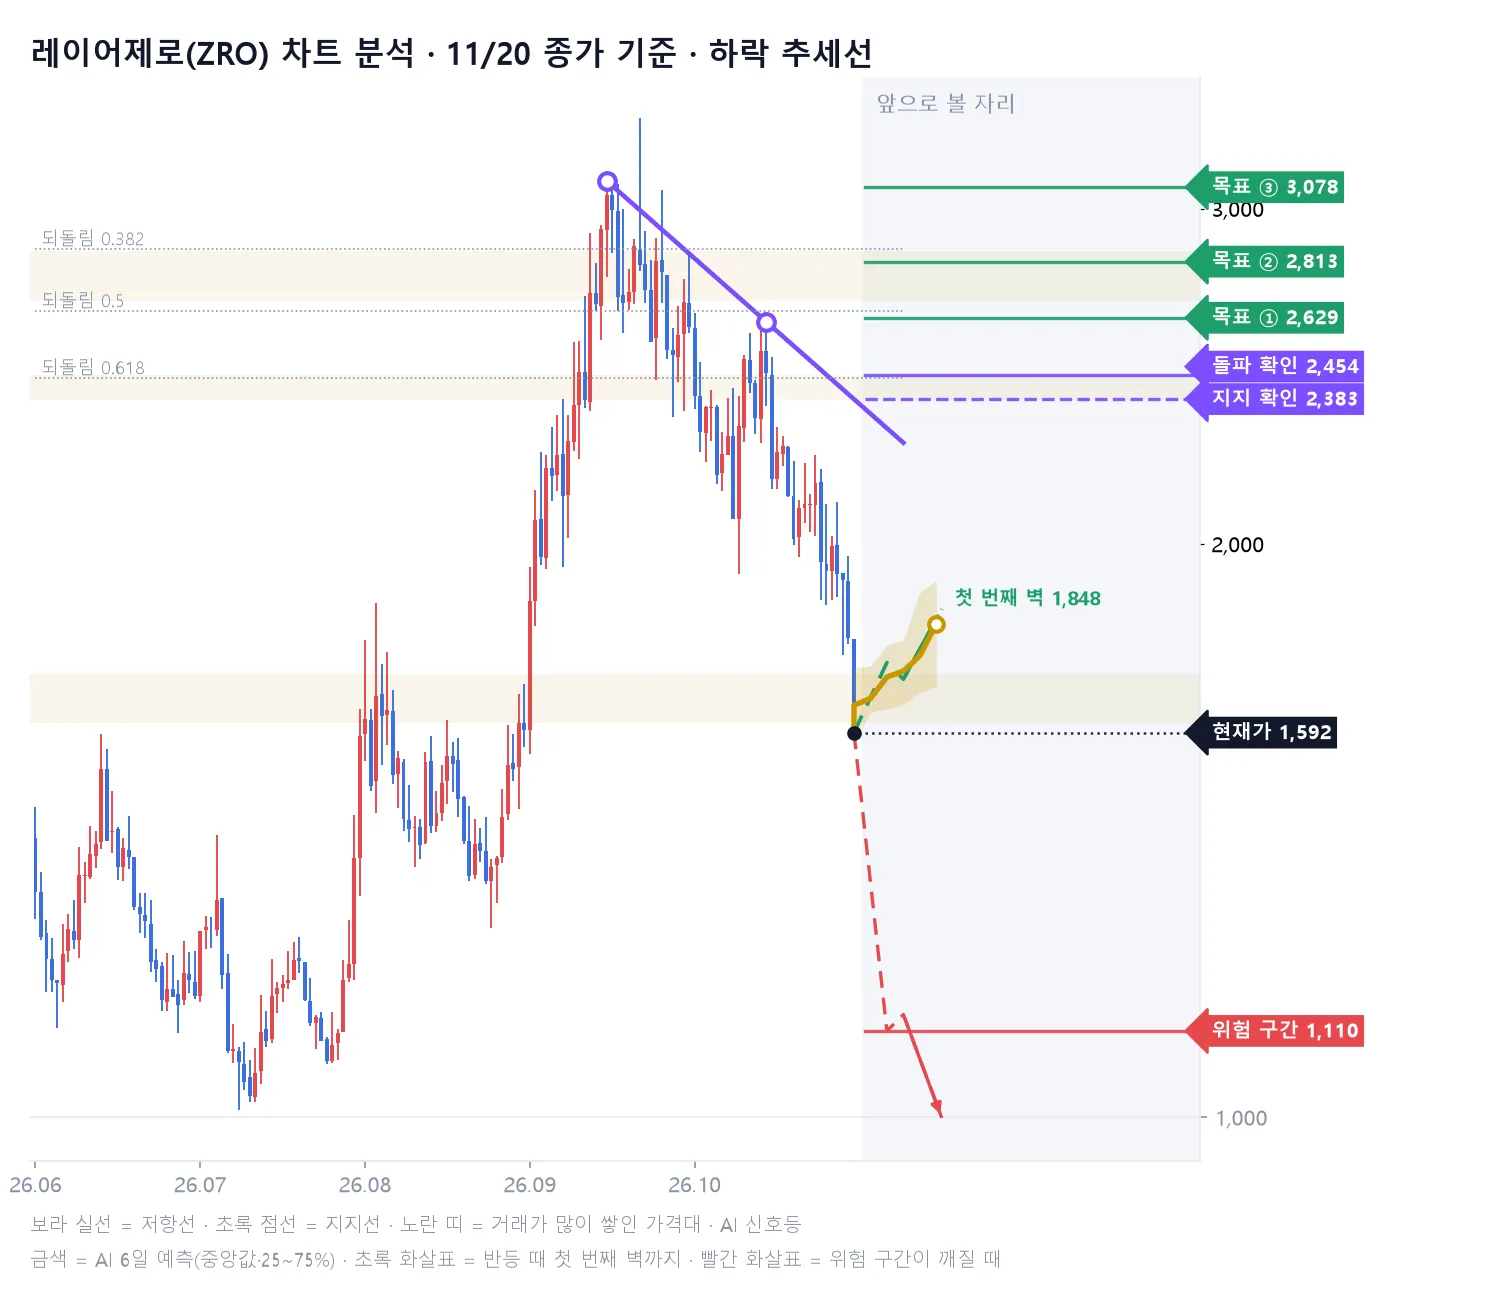 레이어제로(ZRO) 차트 분석 · 11/20 종가 기준 · 하락 추세선
앞으로 볼 자리
목표 ③ 3,078
3,000
되돌림 0.382
목표 ② 2,813
되돌림 0.5
목표 ① 2,629
되돌림 0.618
돌파 확인 2,454
지지 확인 2,383
2,000
첫 번째 벽 1,848
현재가 1,592
위험 구간 1,110
1,000
26.06 26.07 26.08 26.09 26.10
보라 실선 = 저항선 · 초록 점선 = 지지선 · 노란 띠 = 거래가 많이 쌓인 가격대 · AI 신호등
금색 = AI 6일 예측(중앙값·25~75%) · 초록 화살표 = 반등 때 첫 번째 벽까지 · 빨간 화살표 = 위험 구간이 깨질 때